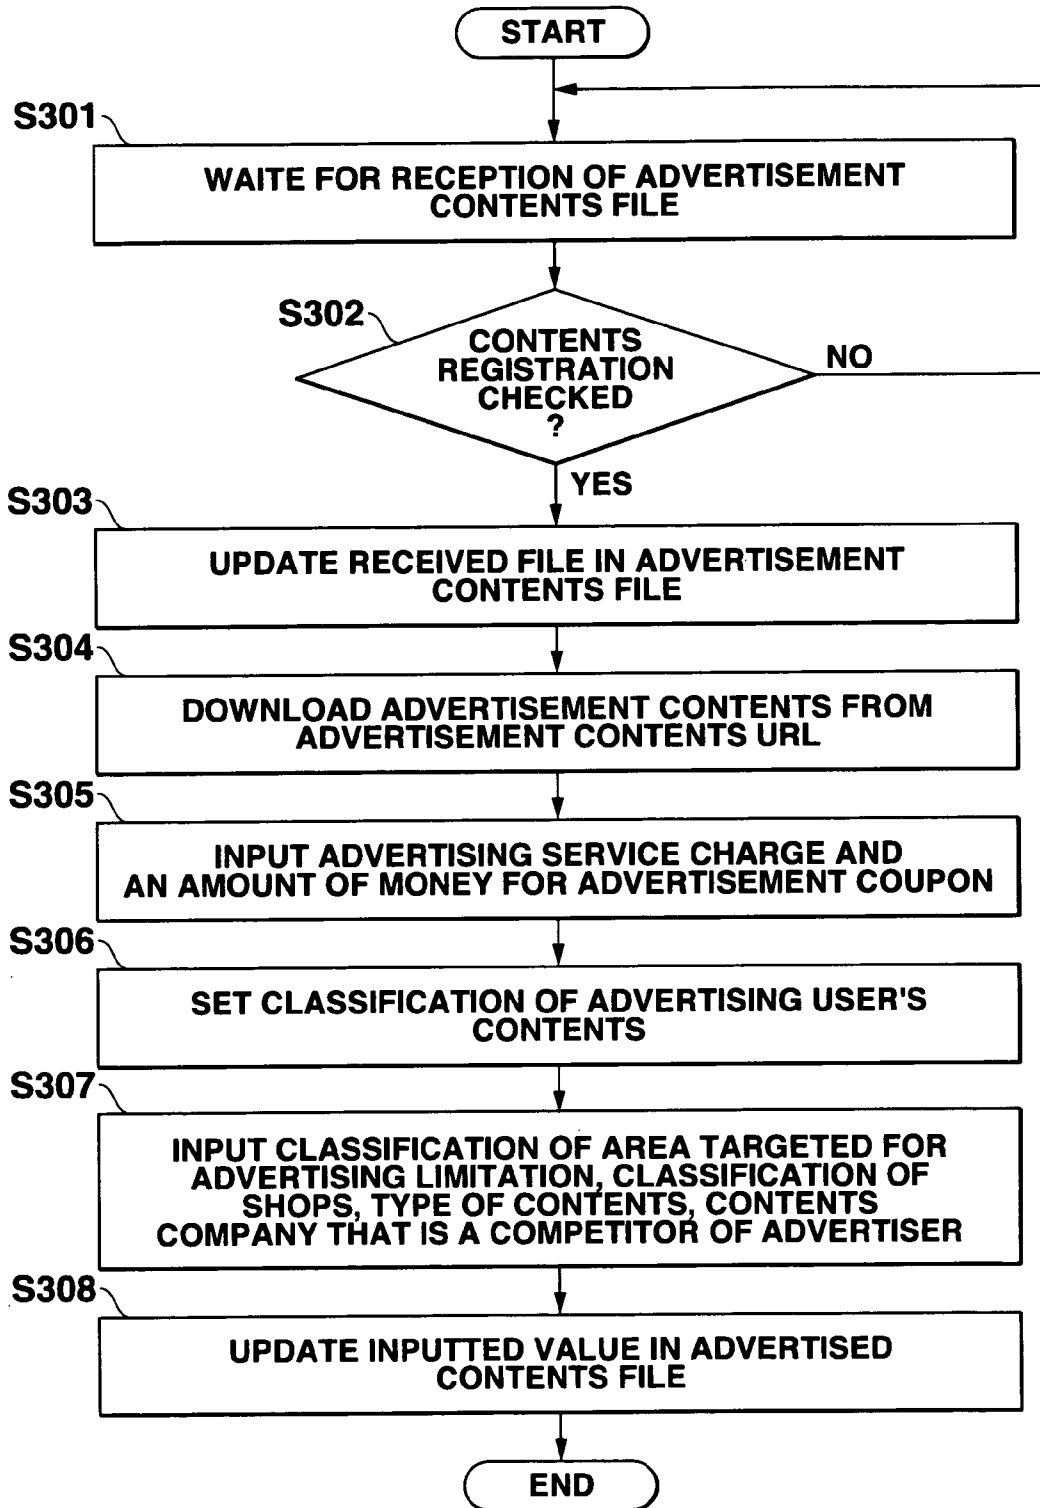 START
S301
WAITE FOR RECEPTION OF ADVERTISEMENT
CONTENTS FILE
S302
CONTENTS
REGISTRATION
CHECKED
?
NO
YES
S303
UPDATE RECEIVED FILE IN ADVERTISEMENT
CONTENTS FILE
S304
DOWNLOAD ADVERTISEMENT CONTENTS FROM
ADVERTISEMENT CONTENTS URL
S305
INPUT ADVERTISING SERVICE CHARGE AND
AN AMOUNT OF MONEY FOR ADVERTISEMENT COUPON
S306
SET CLASSIFICATION OF ADVERTISING USER'S
CONTENTS
S307
INPUT CLASSIFICATION OF AREA TARGETED FOR
ADVERTISING LIMITATION, CLASSIFICATION OF
SHOPS, TYPE OF CONTENTS, CONTENTS
COMPANY THAT IS A COMPETITOR OF ADVERTISER
S308
UPDATE INPUTTED VALUE IN ADVERTISED
CONTENTS FILE
END